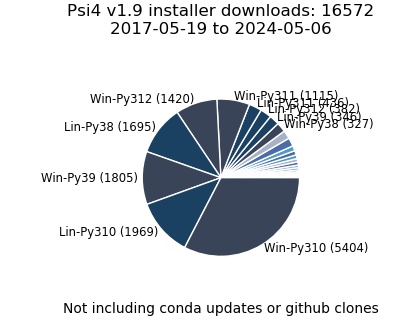 Psi4 v1.9 installer downloads: 16572
2017-05-19 to 2024-05-06
Win-Py311 (1115)
Win-Py312 (1420)
Lin-Py311 (436)
Lin-Py312 (382)
Lin-Py39 (346)
Win-Py38 (327)
Lin-Py38 (1695)
Win-Py39 (1805)
Lin-Py310 (1969)
Win-Py310 (5404)
Not including conda updates or github clones